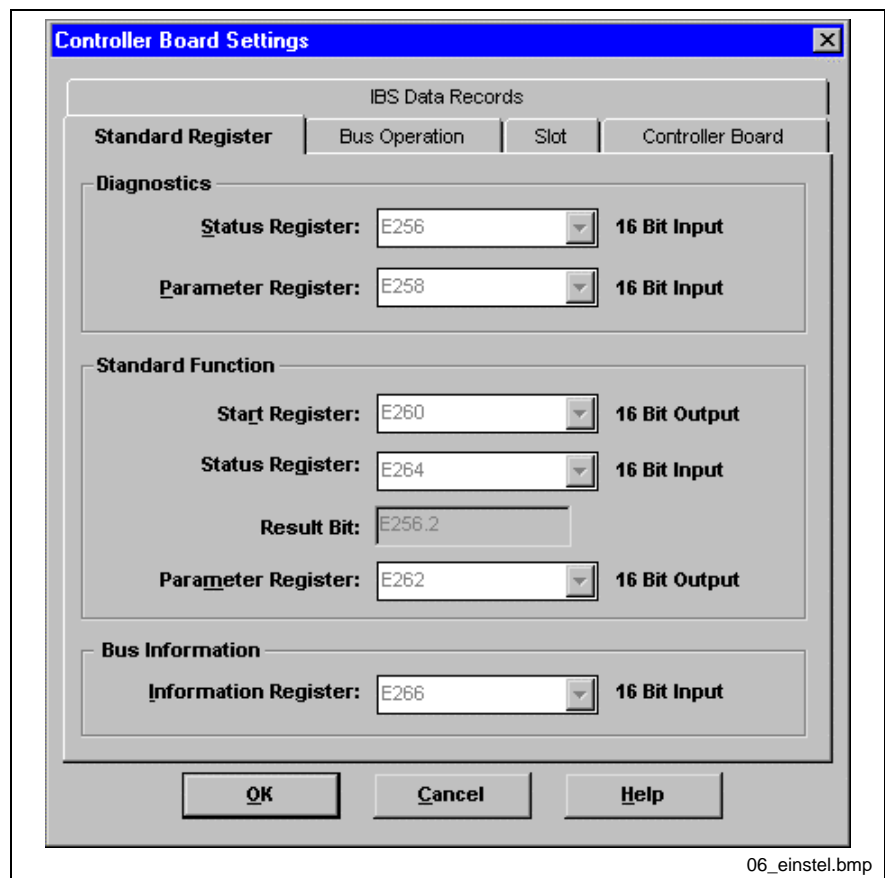 Controller Board Settings
IBS Data Records
Standard Register Bus Operation Slot Controller Board
Diagnostics
Status Register: E256 16 Bit Input
Parameter Register: E258 16 Bit Input
Standard Function
Start Register: E260 16 Bit Output
Status Register: E264 16 Bit Input
Result Bit: E256.2
Parameter Register: E262 16 Bit Output
Bus Information
Information Register: E266 16 Bit Input
OK Cancel Help
06_einstel.bmp